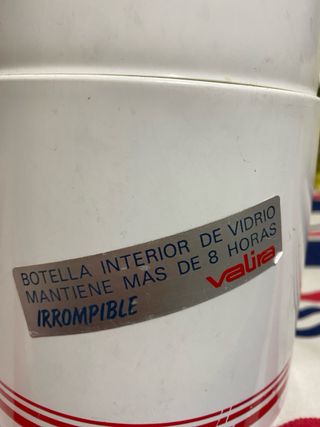 BOTELLA INTERIOR DE VIDRIO
MANTIENE MAS DE 8 HORAS
IRROMPIBLE valira